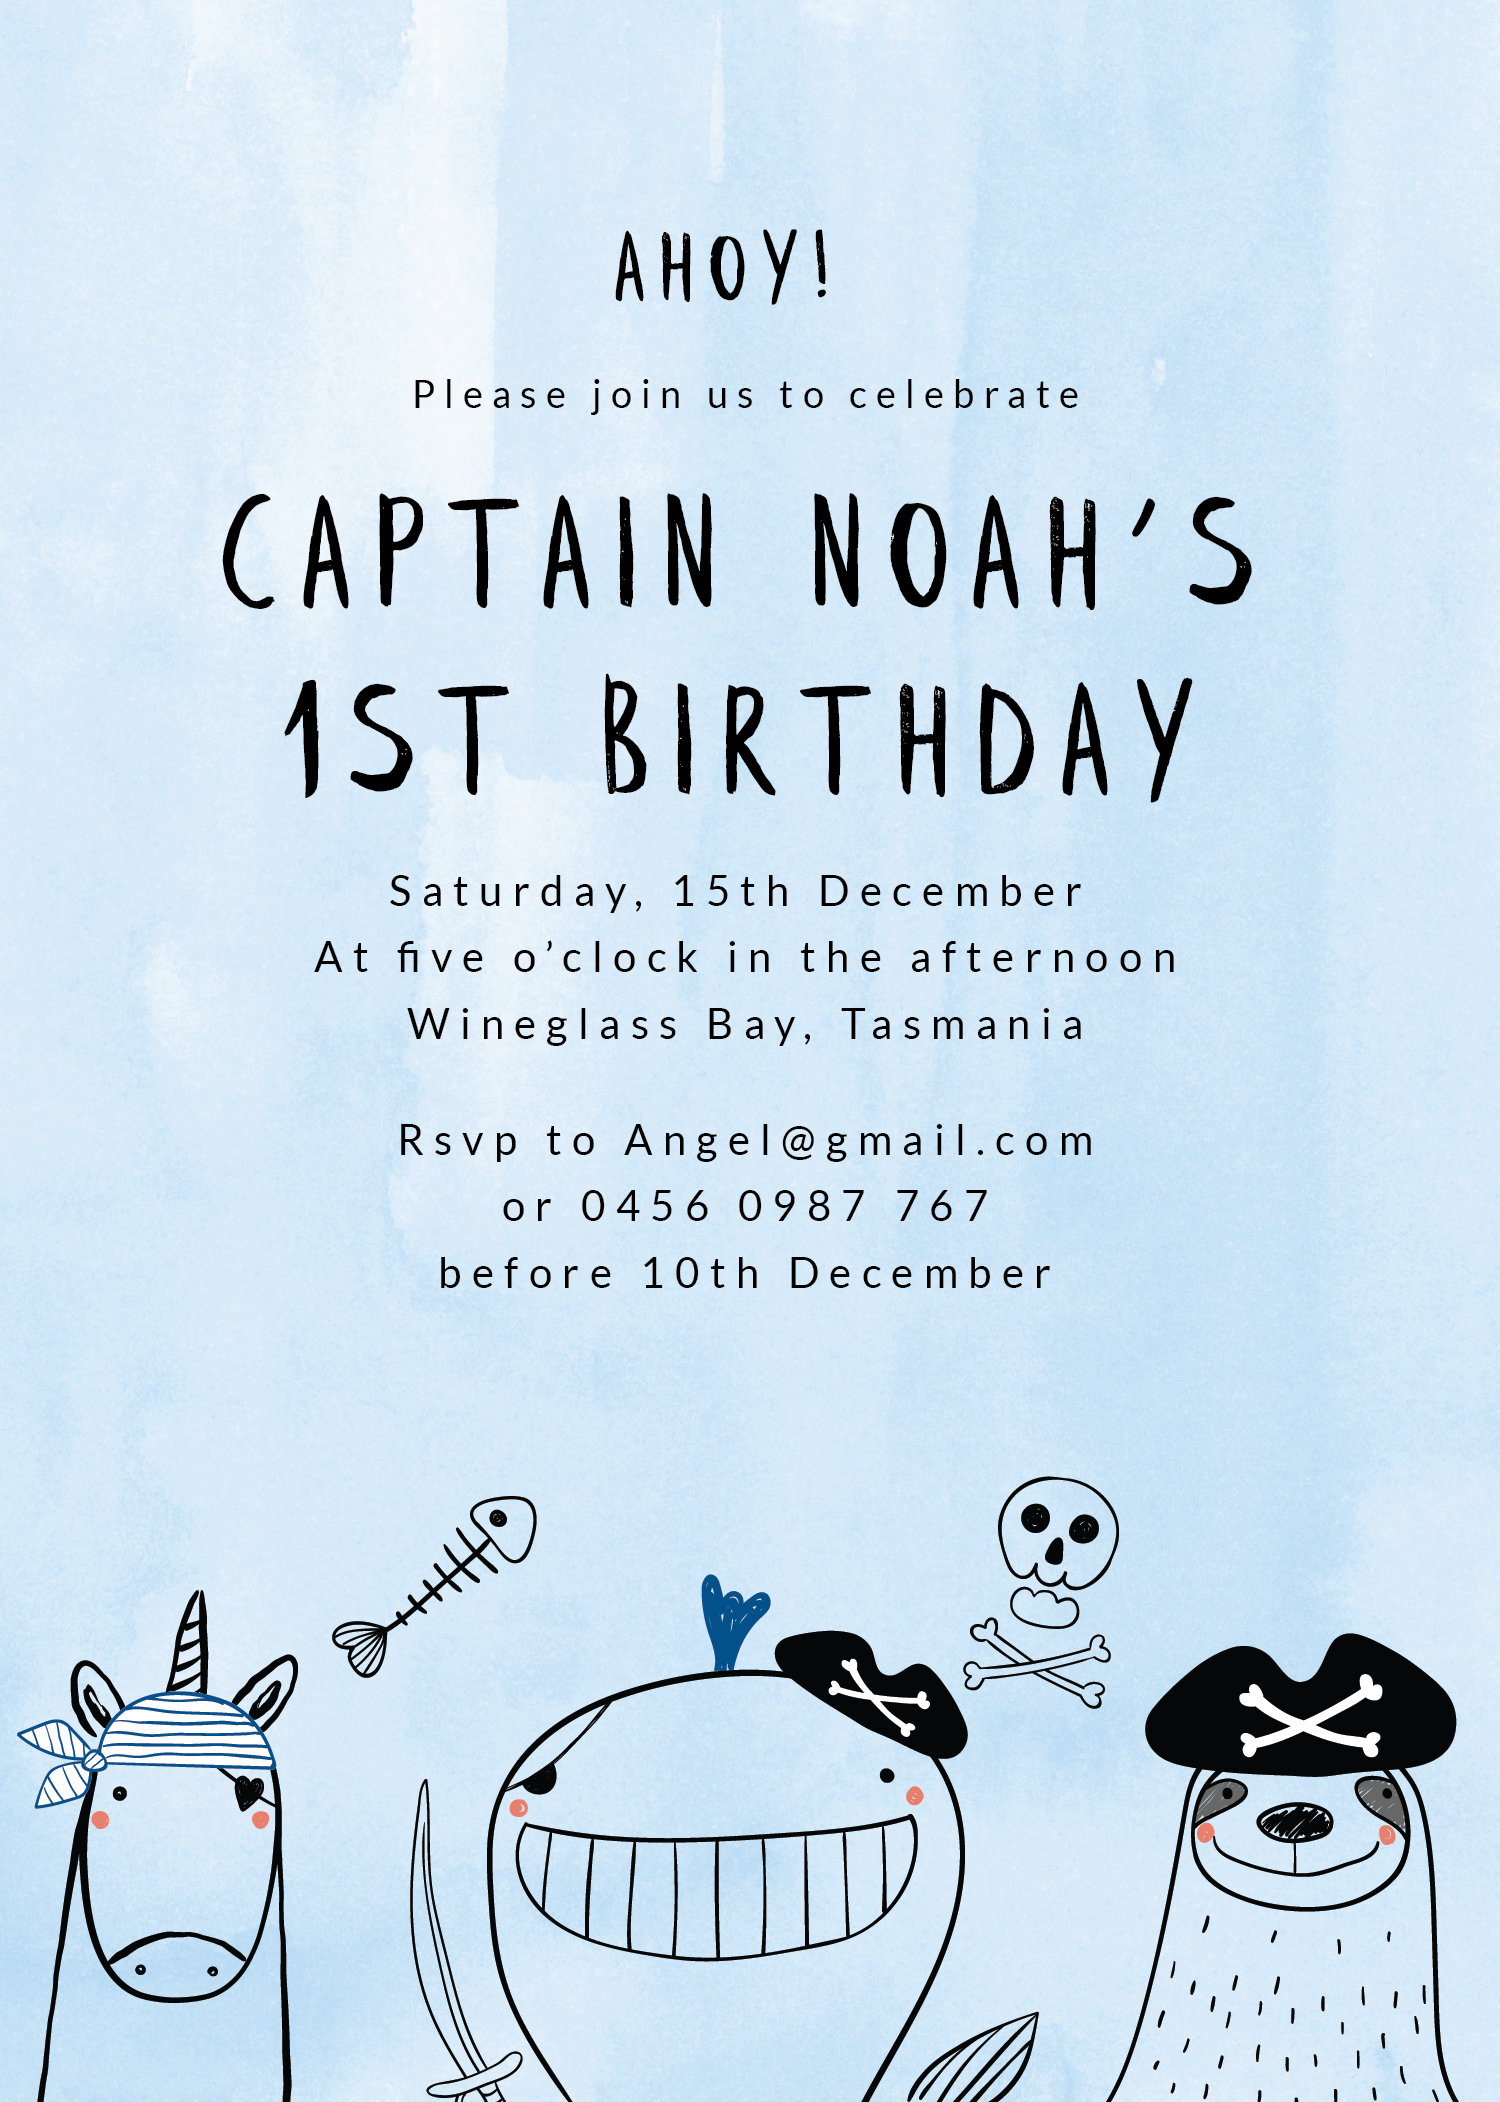 AHOY!
Please join us to celebrate
CAPTAIN NOAH’S
1ST BIRTHDAY
Saturday, 15th December
At five o’clock in the afternoon
Wineglass Bay, Tasmania
Rsvp to Angel@gmail.com
or 0456 0987 767
before 10th December